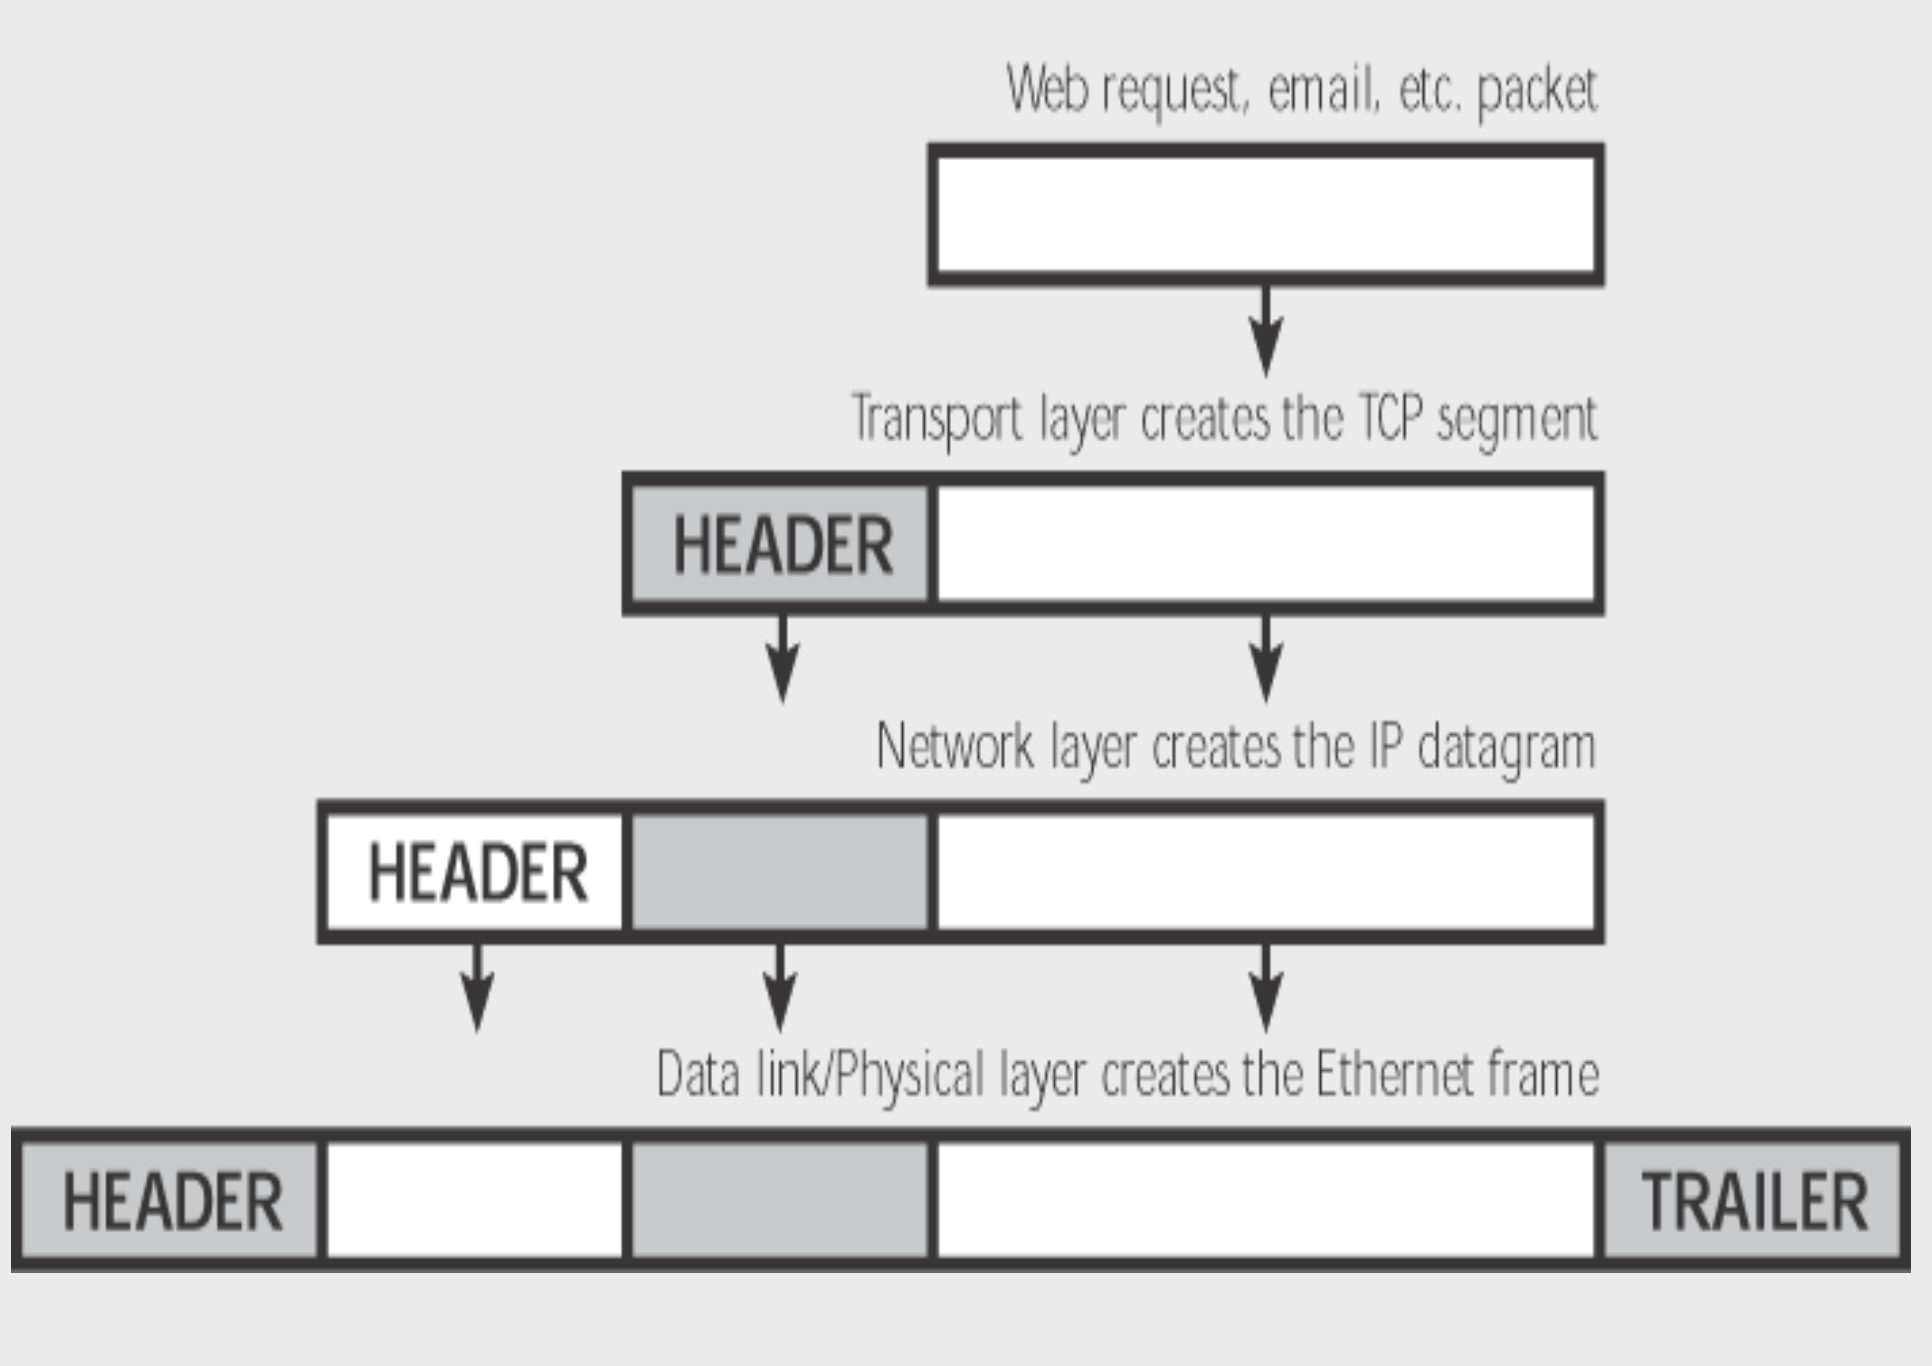 Web request, email, etc. packet
Transport layer creates the TCP segment
HEADER
Network layer creates the IP datagram
HEADER
Data link/Physical layer creates the Ethernet frame
HEADER TRAILER